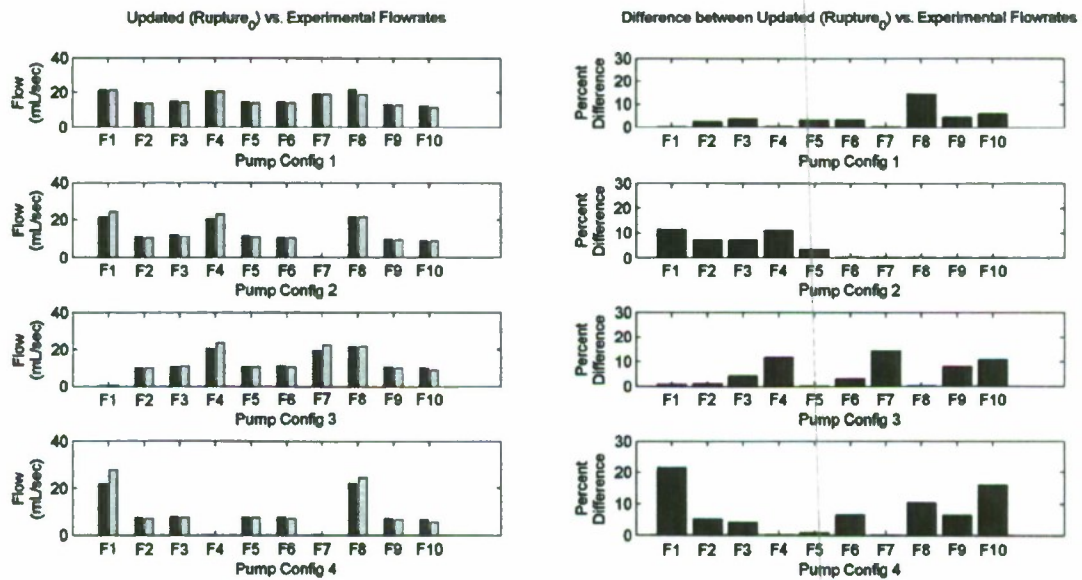 Updated (Rupture0) vs. Experimental Flowrates
Flow (mL/sec)
40
20
0
F1 F2 F3 F4 F5 F6 F7 F8 F9 F10
Pump Config 1
Flow (mL/sec)
40
20
0
F1 F2 F3 F4 F5 F6 F7 F8 F9 F10
Pump Config 2
Flow (mL/sec)
40
20
0
F1 F2 F3 F4 F5 F6 F7 F8 F9 F10
Pump Config 3
Flow (mL/sec)
40
20
0
F1 F2 F3 F4 F5 F6 F7 F8 F9 F10
Pump Config 4
Difference between Updated (Rupture0) vs. Experimental Flowrates
Percent Difference
30
20
10
0
F1 F2 F3 F4 F5 F6 F7 F8 F9 F10
Pump Config 1
Percent Difference
30
20
10
0
F1 F2 F3 F4 F5 F6 F7 F8 F9 F10
Pump Config 2
Percent Difference
30
20
10
0
F1 F2 F3 F4 F5 F6 F7 F8 F9 F10
Pump Config 3
Percent Difference
30
20
10
0
F1 F2 F3 F4 F5 F6 F7 F8 F9 F10
Pump Config 4